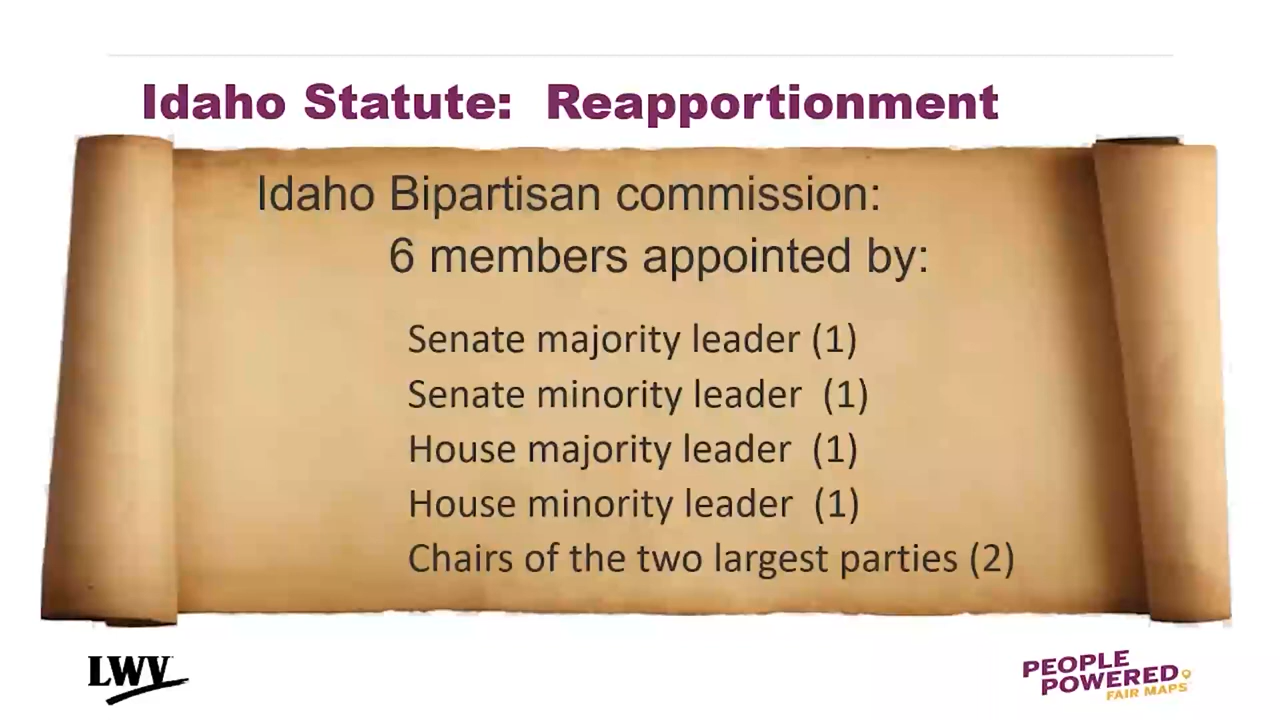 Idaho Statute:  Reapportionment
Idaho Bipartisan commission:
6 members appointed by:
Senate majority leader (1)
Senate minority leader  (1)
House majority leader  (1)
House minority leader  (1)
Chairs of the two largest parties (2)
LWV
PEOPLE
POWERED
FAIR MAPS